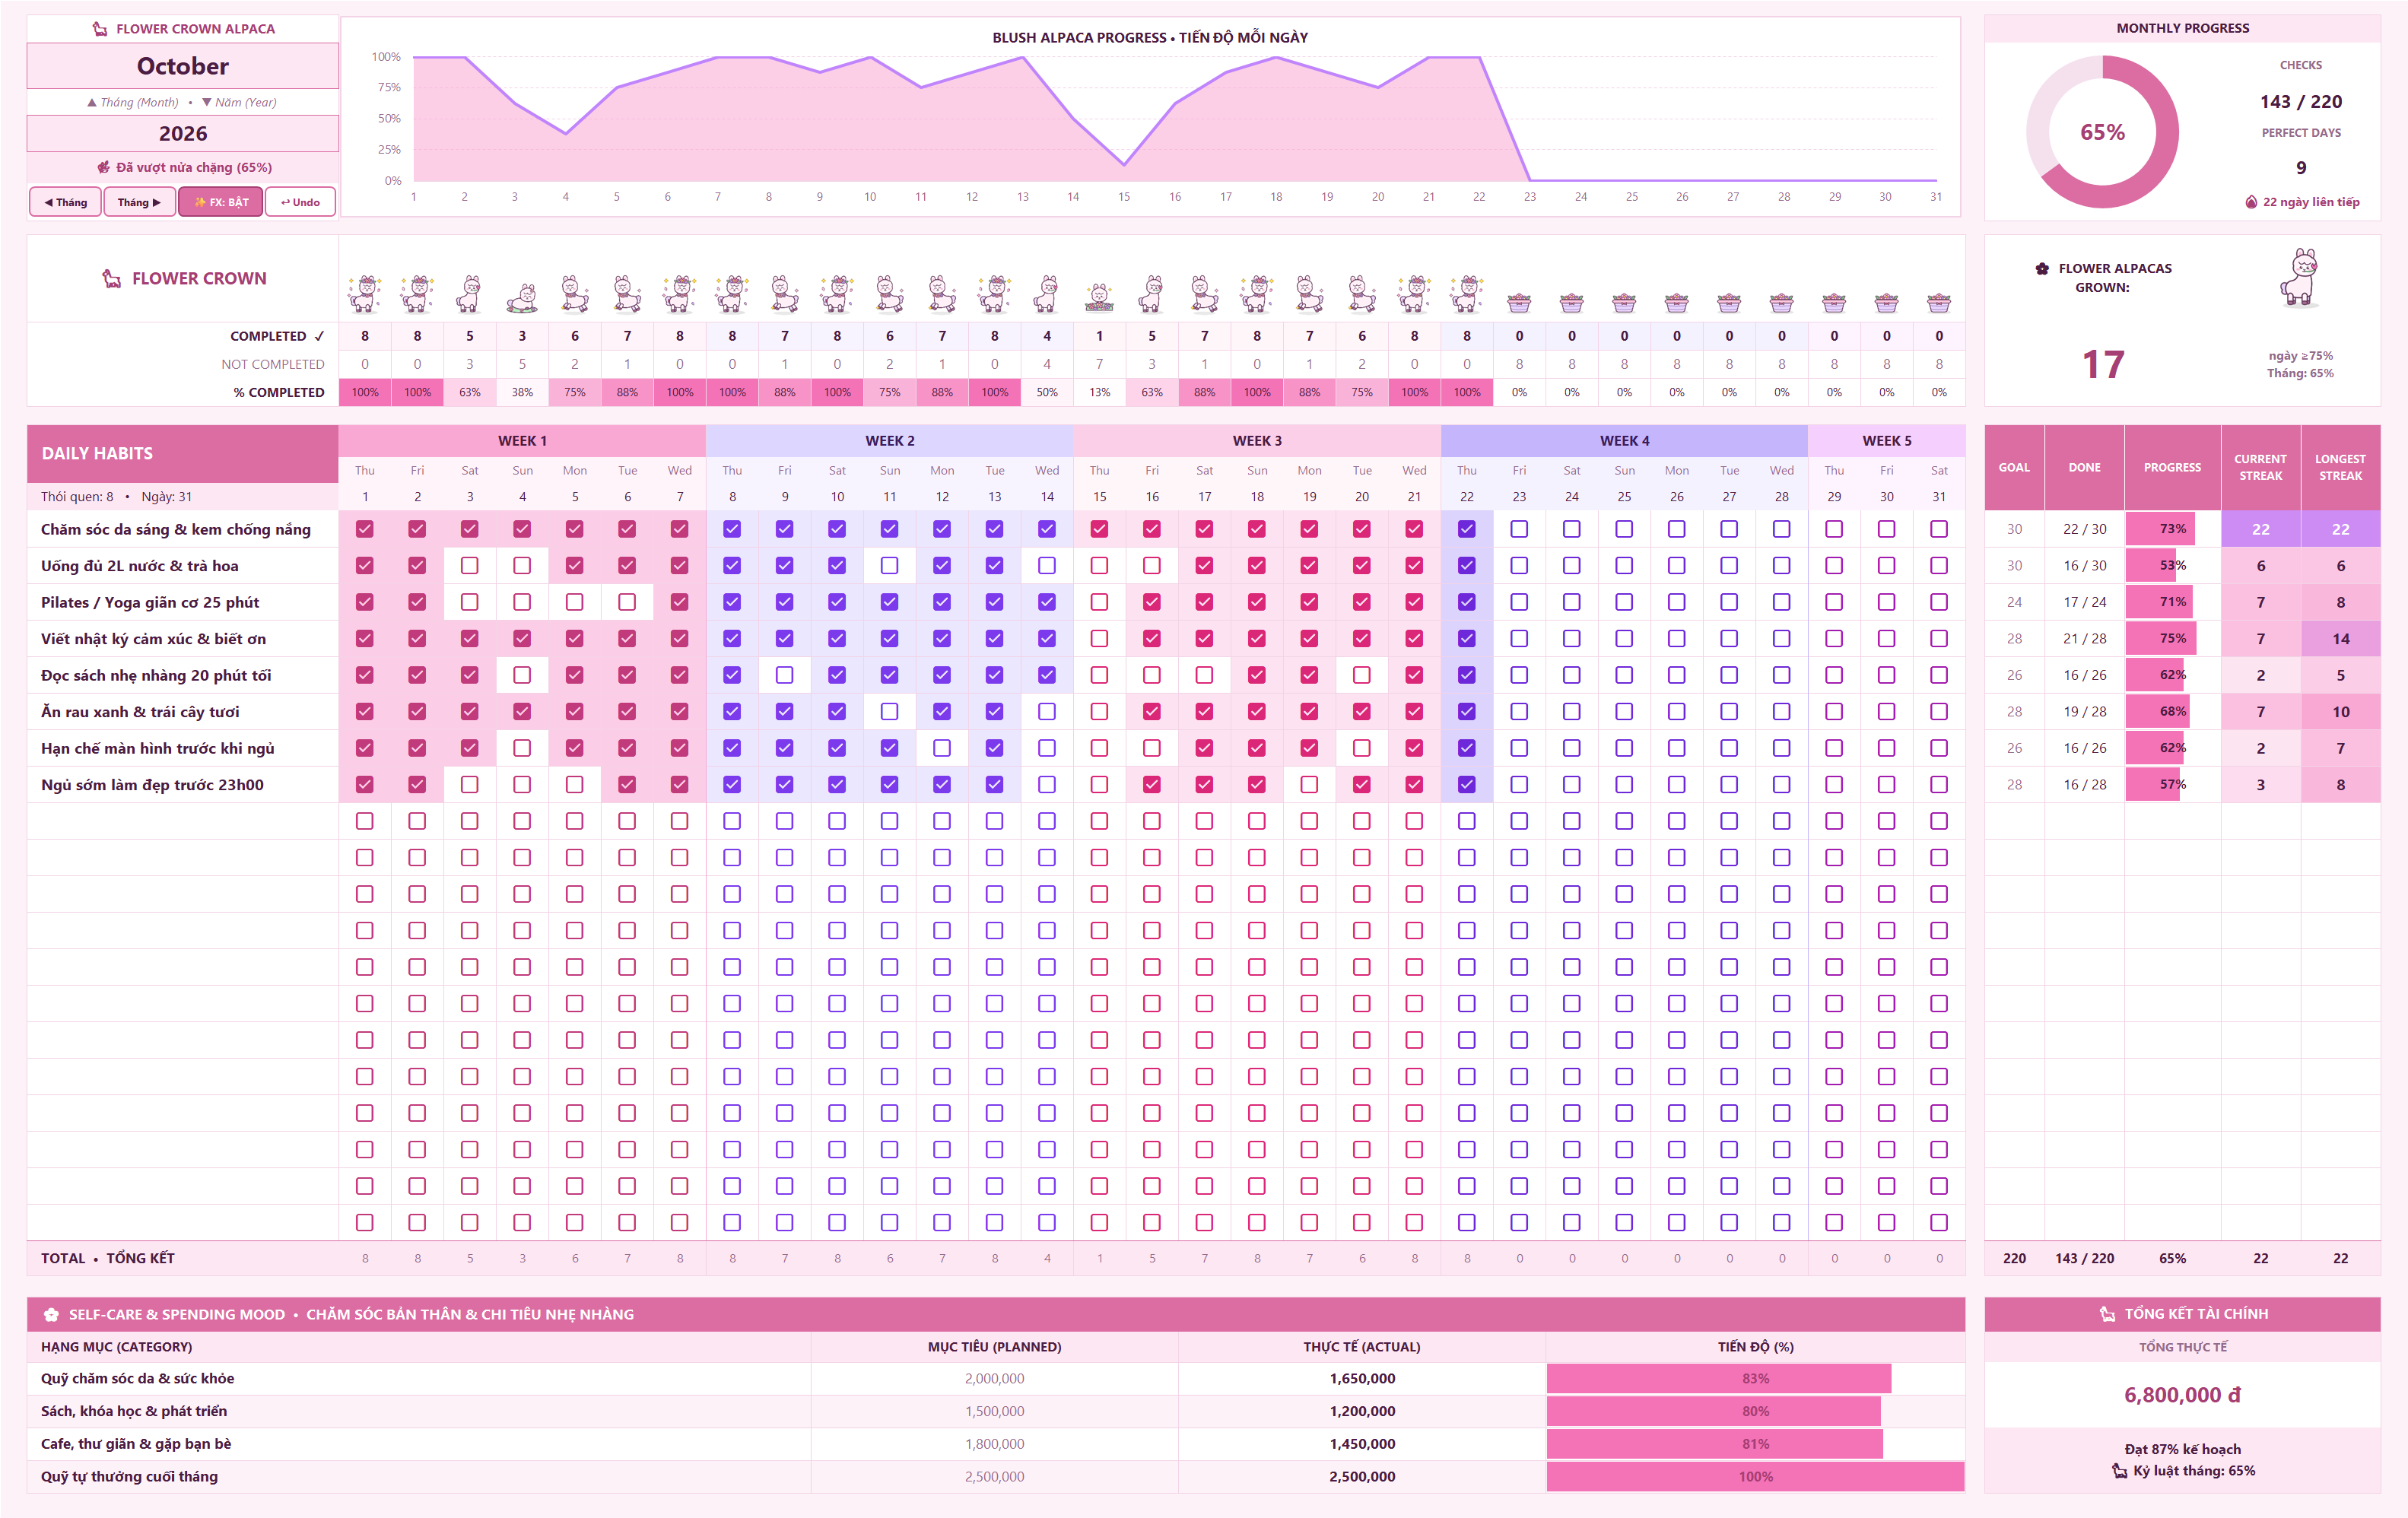 FLOWER CROWN ALPACA
October
▲ Tháng (Month) • ▼ Năm (Year)
2026
Đã vượt nửa chặng (65%)
◀ Tháng Tháng ▶ ✨ FX: BẬT ↩ Undo
BLUSH ALPACA PROGRESS • TIẾN ĐỘ MỖI NGÀY
100%
75%
50%
25%
0%
1 2 3 4 5 6 7 8 9 10 11 12 13 14 15 16 17 18 19 20 21 22 23 24 25 26 27 28 29 30 31
MONTHLY PROGRESS
65%
CHECKS
143 / 220
PERFECT DAYS
9
22 ngày liên tiếp
FLOWER CROWN
COMPLETED ✓ 8 8 5 3 6 7 8 8 7 8 6 7 8 4 1 5 7 8 7 6 8 8 0 0 0 0 0 0 0 0 0
NOT COMPLETED 0 0 3 5 2 1 0 0 1 0 2 1 0 4 7 3 1 0 1 2 0 0 8 8 8 8 8 8 8 8 8
% COMPLETED 100% 100% 63% 38% 75% 88% 100% 100% 88% 100% 75% 88% 100% 50% 13% 63% 88% 100% 88% 75% 100% 100% 0% 0% 0% 0% 0% 0% 0% 0% 0%
FLOWER ALPACAS
GROWN:
17
ngày ≥75%
Tháng: 65%
DAILY HABITS
WEEK 1 WEEK 2 WEEK 3 WEEK 4 WEEK 5
Thu Fri Sat Sun Mon Tue Wed Thu Fri Sat Sun Mon Tue Wed Thu Fri Sat Sun Mon Tue Wed Thu Fri Sat Sun Mon Tue Wed Thu Fri Sat
Thói quen: 8 • Ngày: 31
1 2 3 4 5 6 7 8 9 10 11 12 13 14 15 16 17 18 19 20 21 22 23 24 25 26 27 28 29 30 31
GOAL DONE PROGRESS CURRENT STREAK LONGEST STREAK
Chăm sóc da sáng & kem chống nắng 30 22 / 30 73% 22 22
Uống đủ 2L nước & trà hoa 30 16 / 30 53% 6 6
Pilates / Yoga giãn cơ 25 phút 24 17 / 24 71% 7 8
Viết nhật ký cảm xúc & biết ơn 28 21 / 28 75% 7 14
Đọc sách nhẹ nhàng 20 phút tối 26 16 / 26 62% 2 5
Ăn rau xanh & trái cây tươi 28 19 / 28 68% 7 10
Hạn chế màn hình trước khi ngủ 26 16 / 26 62% 2 7
Ngủ sớm làm đẹp trước 23h00 28 16 / 28 57% 3 8
TOTAL • TỔNG KẾT 8 8 5 3 6 7 8 8 7 8 6 7 8 4 1 5 7 8 7 6 8 8 0 0 0 0 0 0 0 0 0 220 143 / 220 65% 22 22
SELF-CARE & SPENDING MOOD • CHĂM SÓC BẢN THÂN & CHI TIÊU NHẸ NHÀNG
HẠNG MỤC (CATEGORY) MỤC TIÊU (PLANNED) THỰC TẾ (ACTUAL) TIẾN ĐỘ (%)
Quỹ chăm sóc da & sức khỏe 2,000,000 1,650,000 83%
Sách, khóa học & phát triển 1,500,000 1,200,000 80%
Cafe, thư giãn & gặp bạn bè 1,800,000 1,450,000 81%
Quỹ tự thưởng cuối tháng 2,500,000 2,500,000 100%
TỔNG KẾT TÀI CHÍNH
TỔNG THỰC TẾ
6,800,000 đ
Đạt 87% kế hoạch
Kỷ luật tháng: 65%